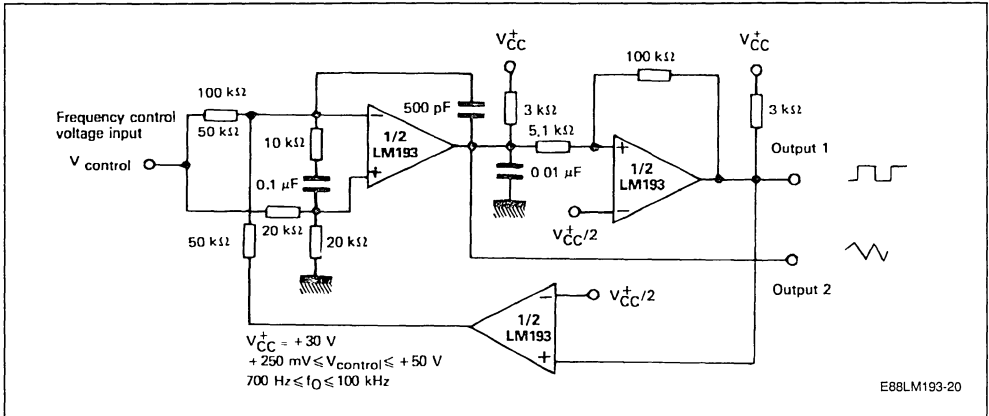 V⁺CC
V⁺CC
100 kΩ
100 kΩ
Frequency control
voltage input
V control
50 kΩ
500 pF
3 kΩ
3 kΩ
5.1 kΩ
10 kΩ
−
1/2
LM193
+
+
1/2
LM193
−
Output 1
0.1 μF
0 01 μF
V⁺CC/2
20 kΩ
50 kΩ
20 kΩ
Output 2
−
V⁺CC/2
1/2
LM193
+
V⁺CC = +30 V
+ 250 mV ≤ Vcontrol ≤ + 50 V
700 Hz ≤ fO ≤ 100 kHz
E88LM193-20